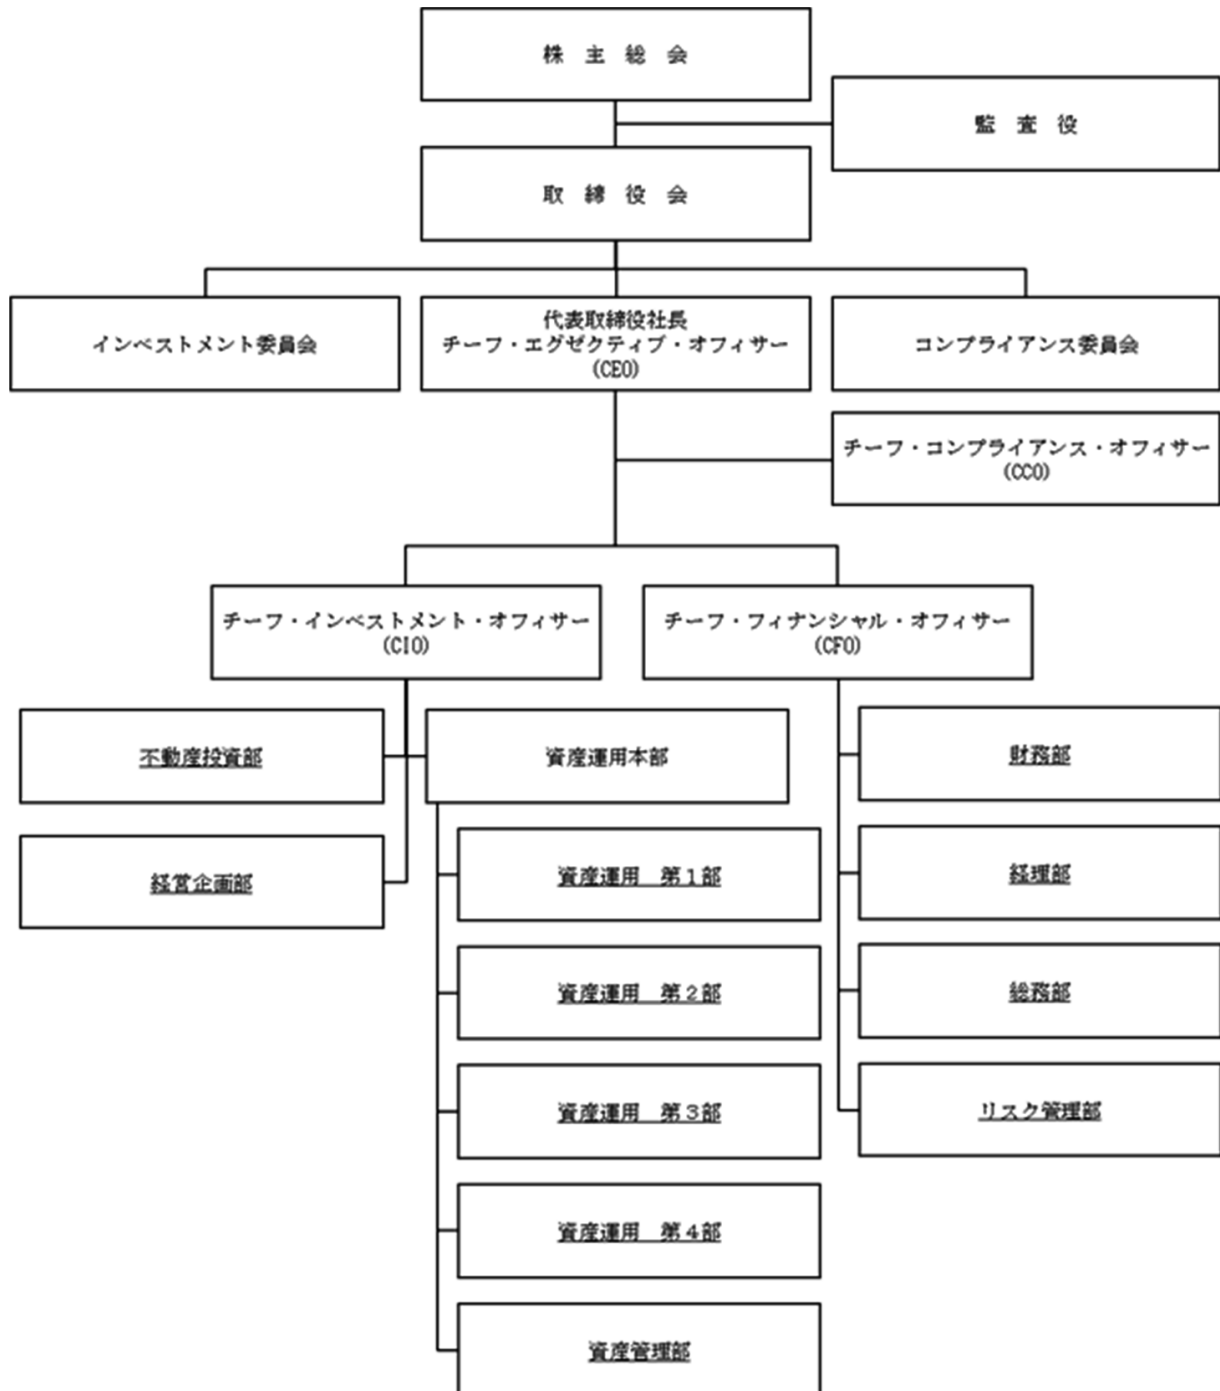 株　主　総　会
監　査　役
取　締　役　会
インベストメント委員会
代表取締役社長
チーフ・エグゼクティブ・オフィサー
(CEO)
コンプライアンス委員会
チーフ・コンプライアンス・オフィサー
(CCO)
チーフ・インベストメント・オフィサー
(CIO)
チーフ・フィナンシャル・オフィサー
(CFO)
不動産投資部
資産運用本部
財務部
経営企画部
資産運用　第１部
経理部
資産運用　第２部
総務部
資産運用　第３部
リスク管理部
資産運用　第４部
資産管理部